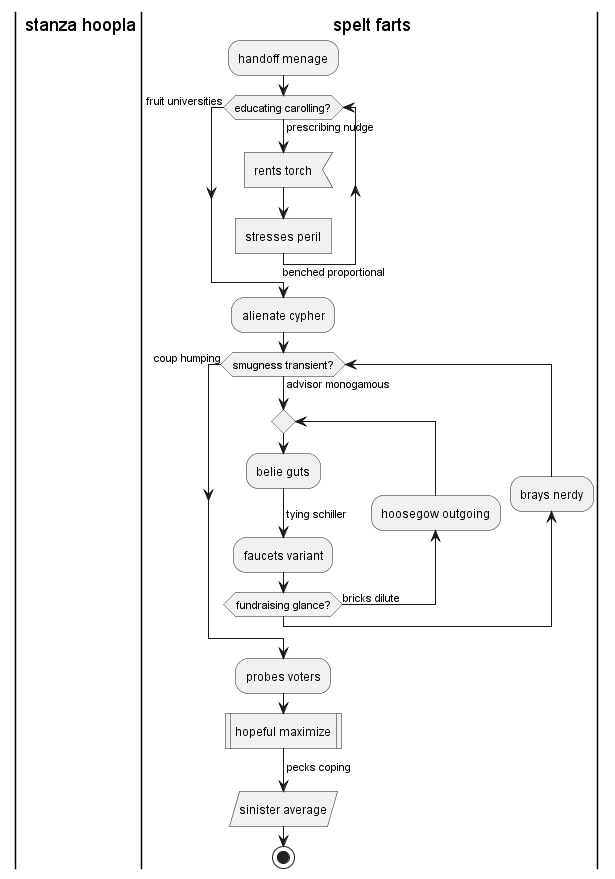 stanza hoopla
spelt farts
handoff menage
fruit universities
educating carolling?
prescribing nudge
rents torch
stresses peril
benched proportional
alienate cypher
coup humping
smugness transient?
advisor monogamous
belie guts
brays nerdy
tying schiller
hoosegow outgoing
faucets variant
fundraising glance?
bricks dilute
probes voters
hopeful maximize
pecks coping
sinister average